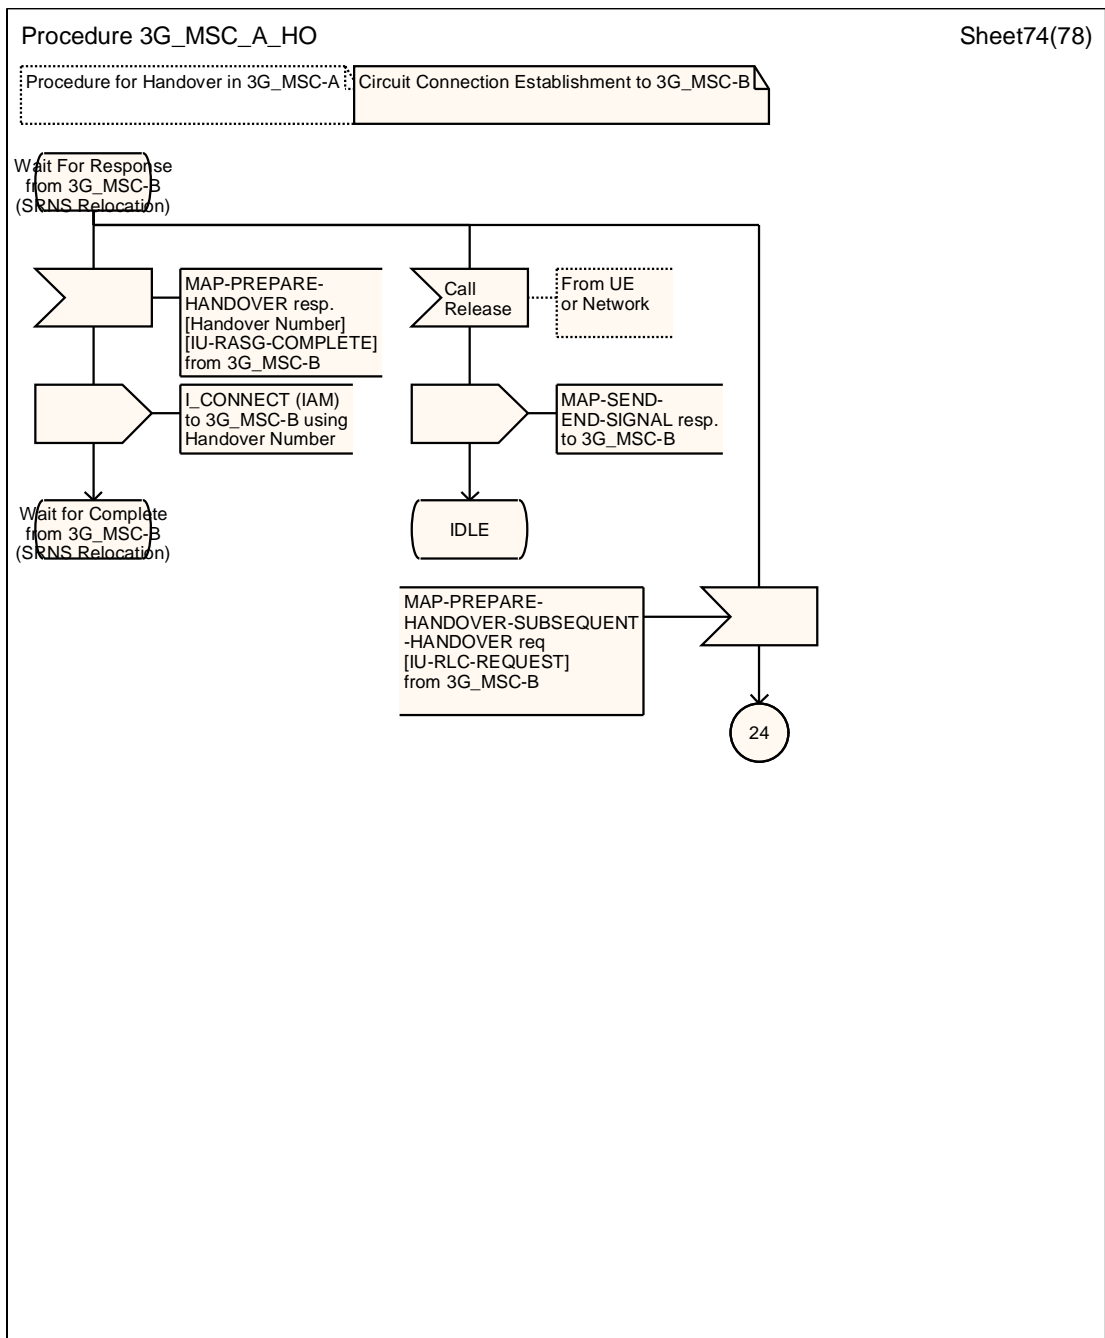 Procedure 3G_MSC_A_HO
Sheet74(78)
Procedure for Handover in 3G_MSC-A
Circuit Connection Establishment to 3G_MSC-B
Wait For Response
from 3G_MSC-B
(SRNS Relocation)
MAP-PREPARE-
HANDOVER resp.
[Handover Number]
[IU-RASG-COMPLETE]
from 3G_MSC-B
Call
Release
From UE
or Network
I_CONNECT (IAM)
to 3G_MSC-B using
Handover Number
MAP-SEND-
END-SIGNAL resp.
to 3G_MSC-B
Wait for Complete
from 3G_MSC-B
(SRNS Relocation)
IDLE
MAP-PREPARE-
HANDOVER-SUBSEQUENT
-HANDOVER req
[IU-RLC-REQUEST]
from 3G_MSC-B
24